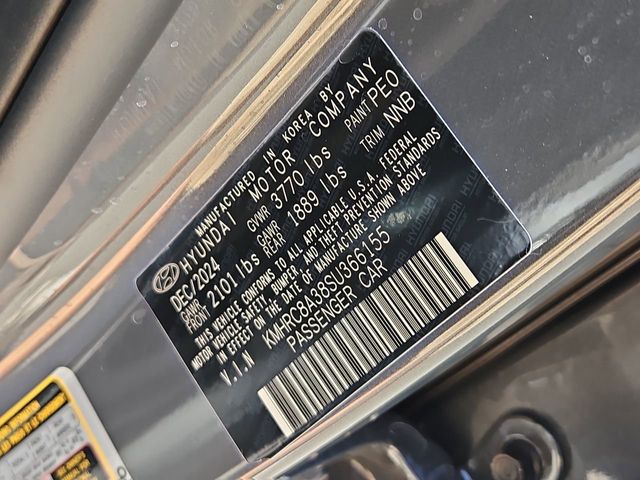 MANUFACTURED IN KOREA BY
HYUNDAI MOTOR COMPANY
DEC/2024 GVWR 3770 lbs PAINT PE0
GAWR FRONT 2101 lbs GAWR REAR 1889 lbs TRIM NNB
THIS VEHICLE CONFORMS TO ALL APPLICABLE U.S.A. FEDERAL
MOTOR VEHICLE SAFETY, BUMPER AND THEFT PREVENTION STANDARDS
IN EFFECT ON THE DATE OF MANUFACTURE SHOWN ABOVE
V.I.N KMHRC8A38SU366155
PASSENGER CAR